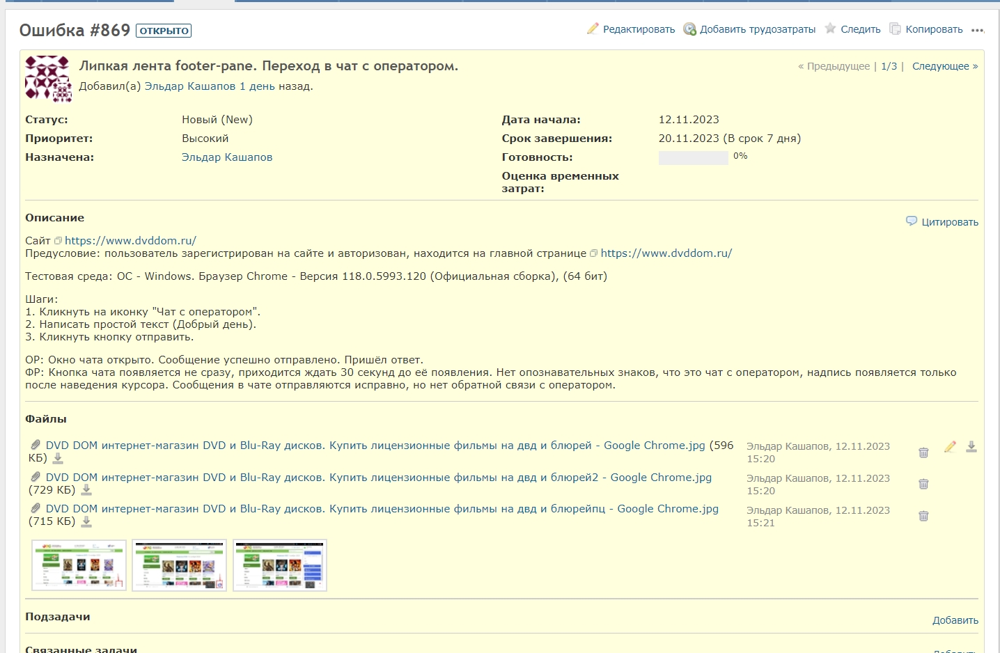 Ошибка #869 ОТКРЫТО
Редактировать Добавить трудозатраты Следить Копировать ...
Липкая лента footer-pane. Переход в чат с оператором.
« Предыдущее | 1/3 | Следующее »
Добавил(а) Эльдар Кашапов 1 день назад.
Статус: Новый (New) Дата начала: 12.11.2023
Приоритет: Высокий Срок завершения: 20.11.2023 (В срок 7 дня)
Назначена: Эльдар Кашапов Готовность: 0%
Оценка временных
затрат:
Описание
Цитировать
Сайт https://www.dvddom.ru/
Предусловие: пользователь зарегистрирован на сайте и авторизован, находится на главной странице https://www.dvddom.ru/
Тестовая среда: ОС - Windows. Браузер Chrome - Версия 118.0.5993.120 (Официальная сборка), (64 бит)
Шаги:
1. Кликнуть на иконку "Чат с оператором".
2. Написать простой текст (Добрый день).
3. Кликнуть кнопку отправить.
ОР: Окно чата открыто. Сообщение успешно отправлено. Пришёл ответ.
ФР: Кнопка чата появляется не сразу, приходится ждать 30 секунд до её появления. Нет опознавательных знаков, что это чат с оператором, надпись появляется только
после наведения курсора. Сообщения в чате отправляются исправно, но нет обратной связи с оператором.
Файлы
DVD DOM интернет-магазин DVD и Blu-Ray дисков. Купить лицензионные фильмы на двд и блюрей - Google Chrome.jpg (596
КБ)
Эльдар Кашапов, 12.11.2023
15:20
DVD DOM интернет-магазин DVD и Blu-Ray дисков. Купить лицензионные фильмы на двд и блюрей2 - Google Chrome.jpg
(729 КБ)
Эльдар Кашапов, 12.11.2023
15:20
DVD DOM интернет-магазин DVD и Blu-Ray дисков. Купить лицензионные фильмы на двд и блюрейпц - Google Chrome.jpg
(715 КБ)
Эльдар Кашапов, 12.11.2023
15:21
Подзадачи
Добавить
Связанные задачи
Добавить